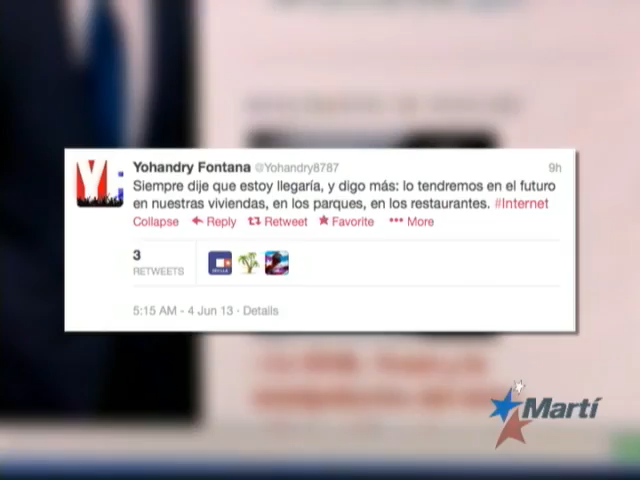 Yohandry Fontana @Yohandry8787 9h
Siempre dije que estoy llegaría, y digo más: lo tendremos en el futuro
en nuestras viviendas, en los parques, en los restaurantes. #Internet
Collapse Reply Retweet Favorite More
3
RETWEETS
5:15 AM - 4 Jun 13 · Details
Martí